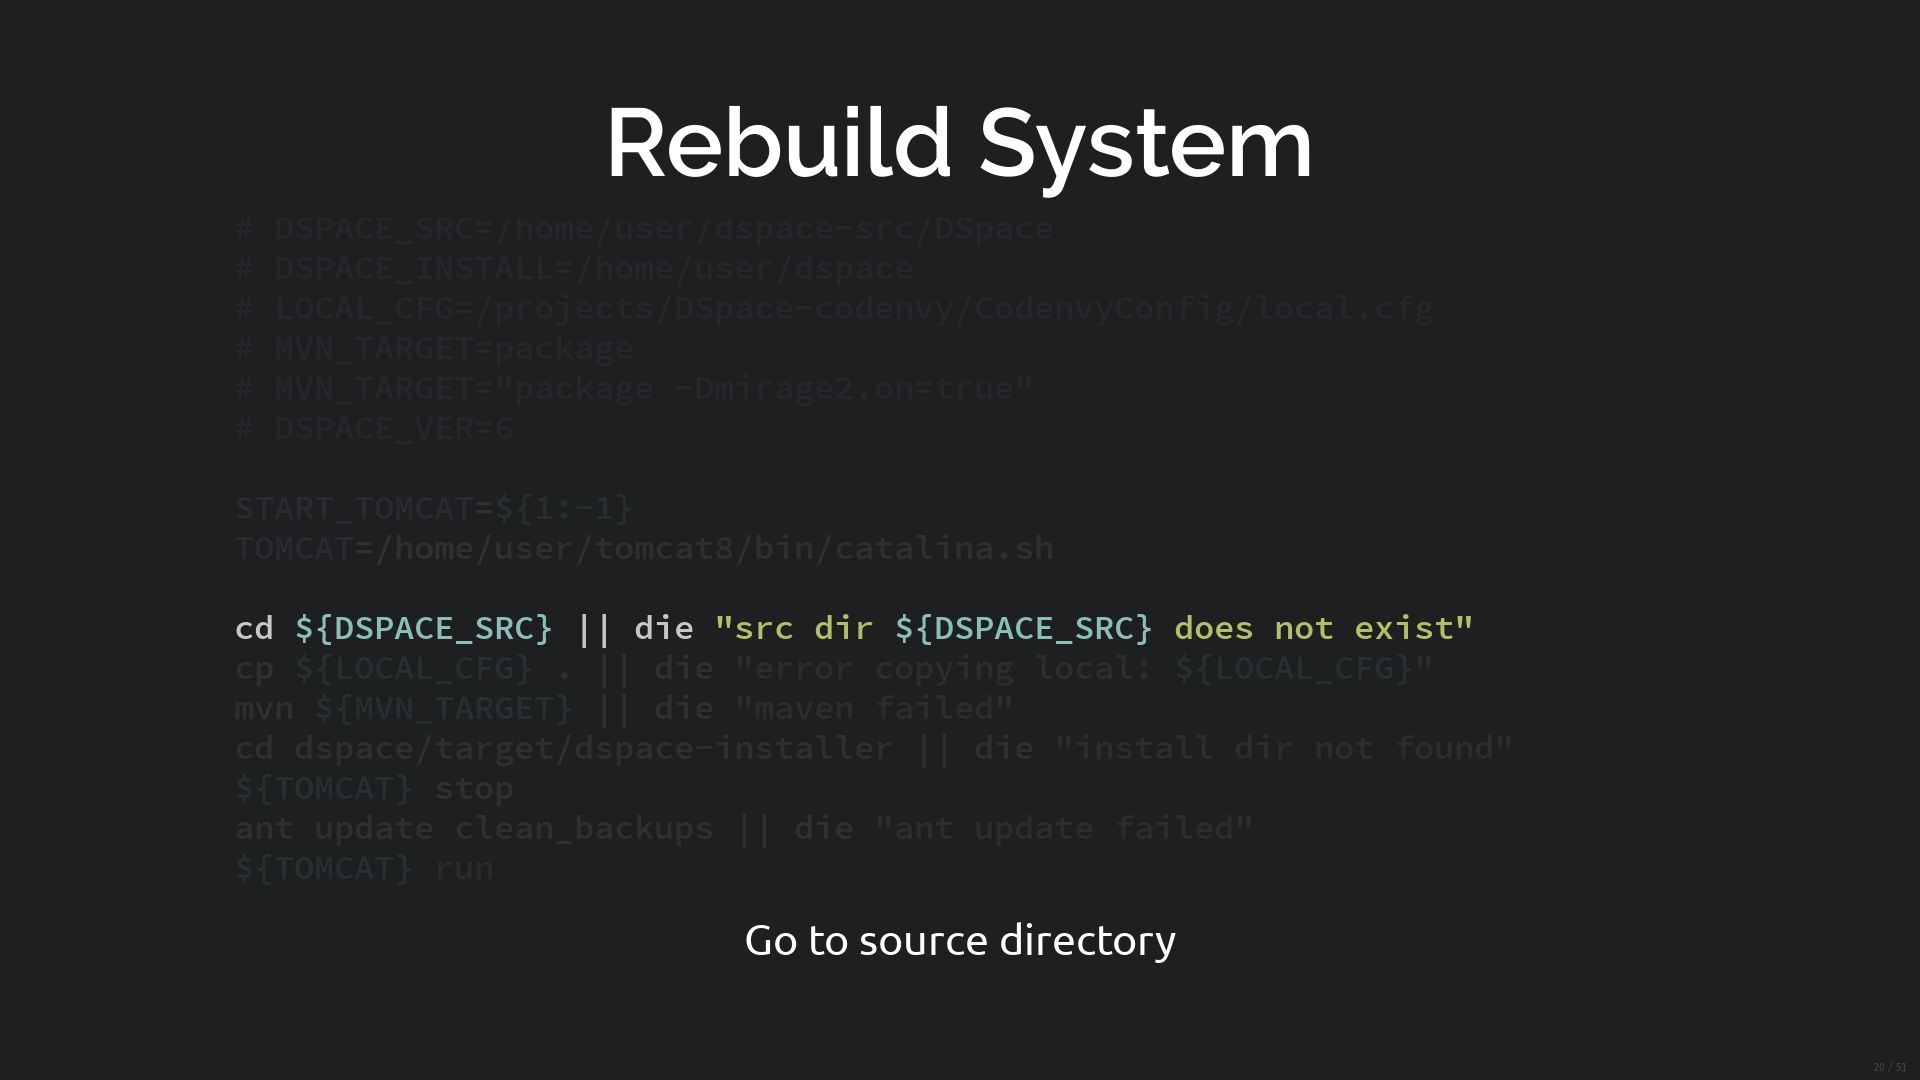 Rebuild System
# DSPACE_SRC=/home/user/dspace-src/DSpace
# DSPACE_INSTALL=/home/user/dspace
# LOCAL_CFG=/projects/DSpace-codenvy/CodenvyConfig/local.cfg
# MVN_TARGET=package
# MVN_TARGET="package -Dmirage2.on=true"
# DSPACE_VER=6
START_TOMCAT=${1:-1}
TOMCAT=/home/user/tomcat8/bin/catalina.sh
cd ${DSPACE_SRC} || die "src dir ${DSPACE_SRC} does not exist"
cp ${LOCAL_CFG} . || die "error copying local: ${LOCAL_CFG}"
mvn ${MVN_TARGET} || die "maven failed"
cd dspace/target/dspace-installer || die "install dir not found"
${TOMCAT} stop
ant update clean_backups || die "ant update failed"
${TOMCAT} run
Go to source directory
20 / 51